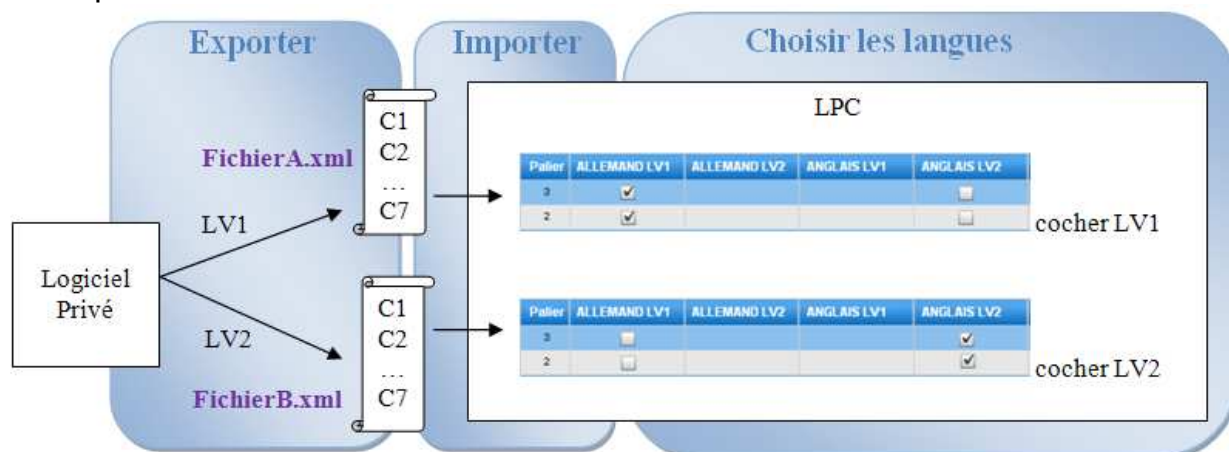 Exporter
Importer
Choisir les langues
LPC
C1
C2
...
C7
FichierA.xml
LV1
Palier ALLEMAND LV1 ALLEMAND LV2 ANGLAIS LV1 ANGLAIS LV2
3
2
cocher LV1
Logiciel
Privé
LV2
C1
C2
...
C7
FichierB.xml
Palier ALLEMAND LV1 ALLEMAND LV2 ANGLAIS LV1 ANGLAIS LV2
3
2
cocher LV2